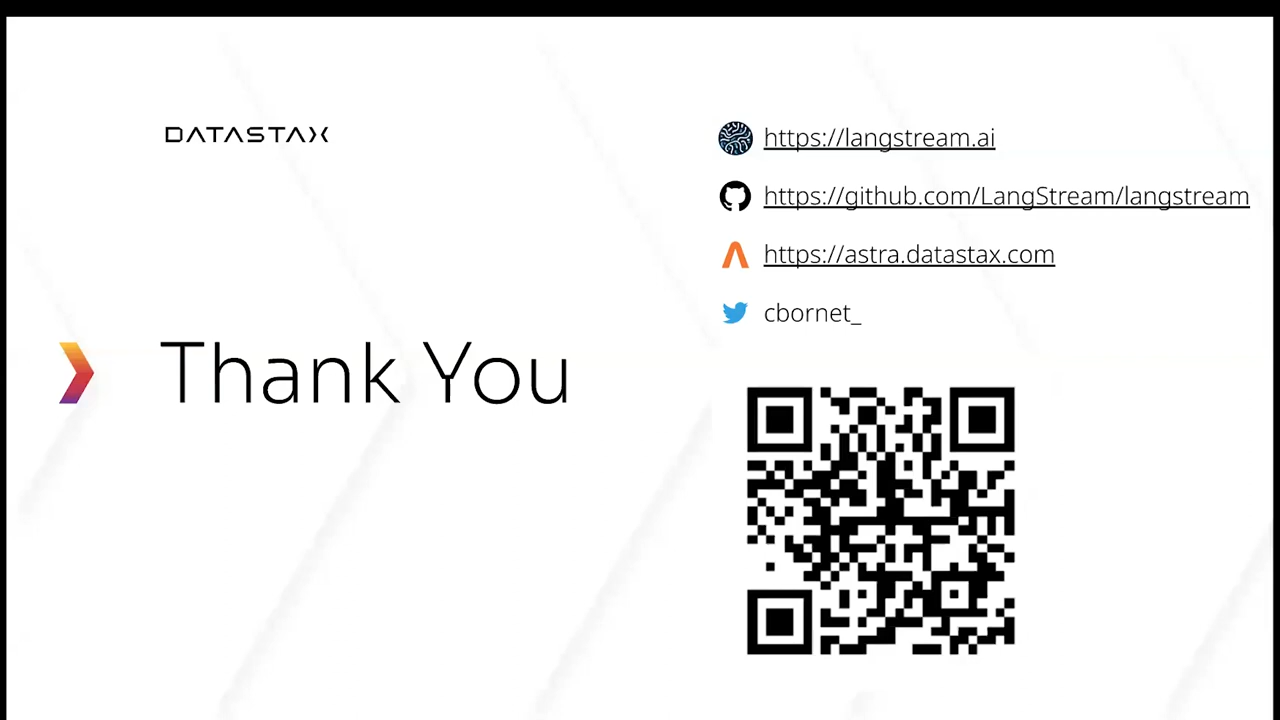 DATASTAX
Thank You
https://langstream.ai
https://github.com/LangStream/langstream
https://astra.datastax.com
cbornet_